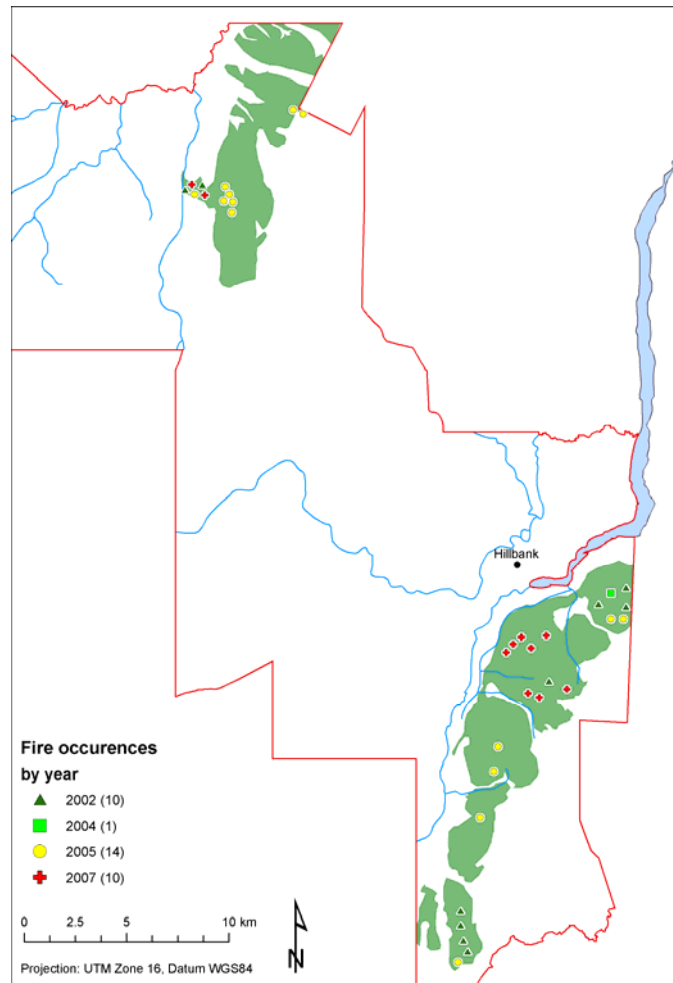 Hillbank
Fire occurences
by year
2002 (10)
2004 (1)
2005 (14)
2007 (10)
0 2.5 5 10 km
N
Projection: UTM Zone 16, Datum WGS84